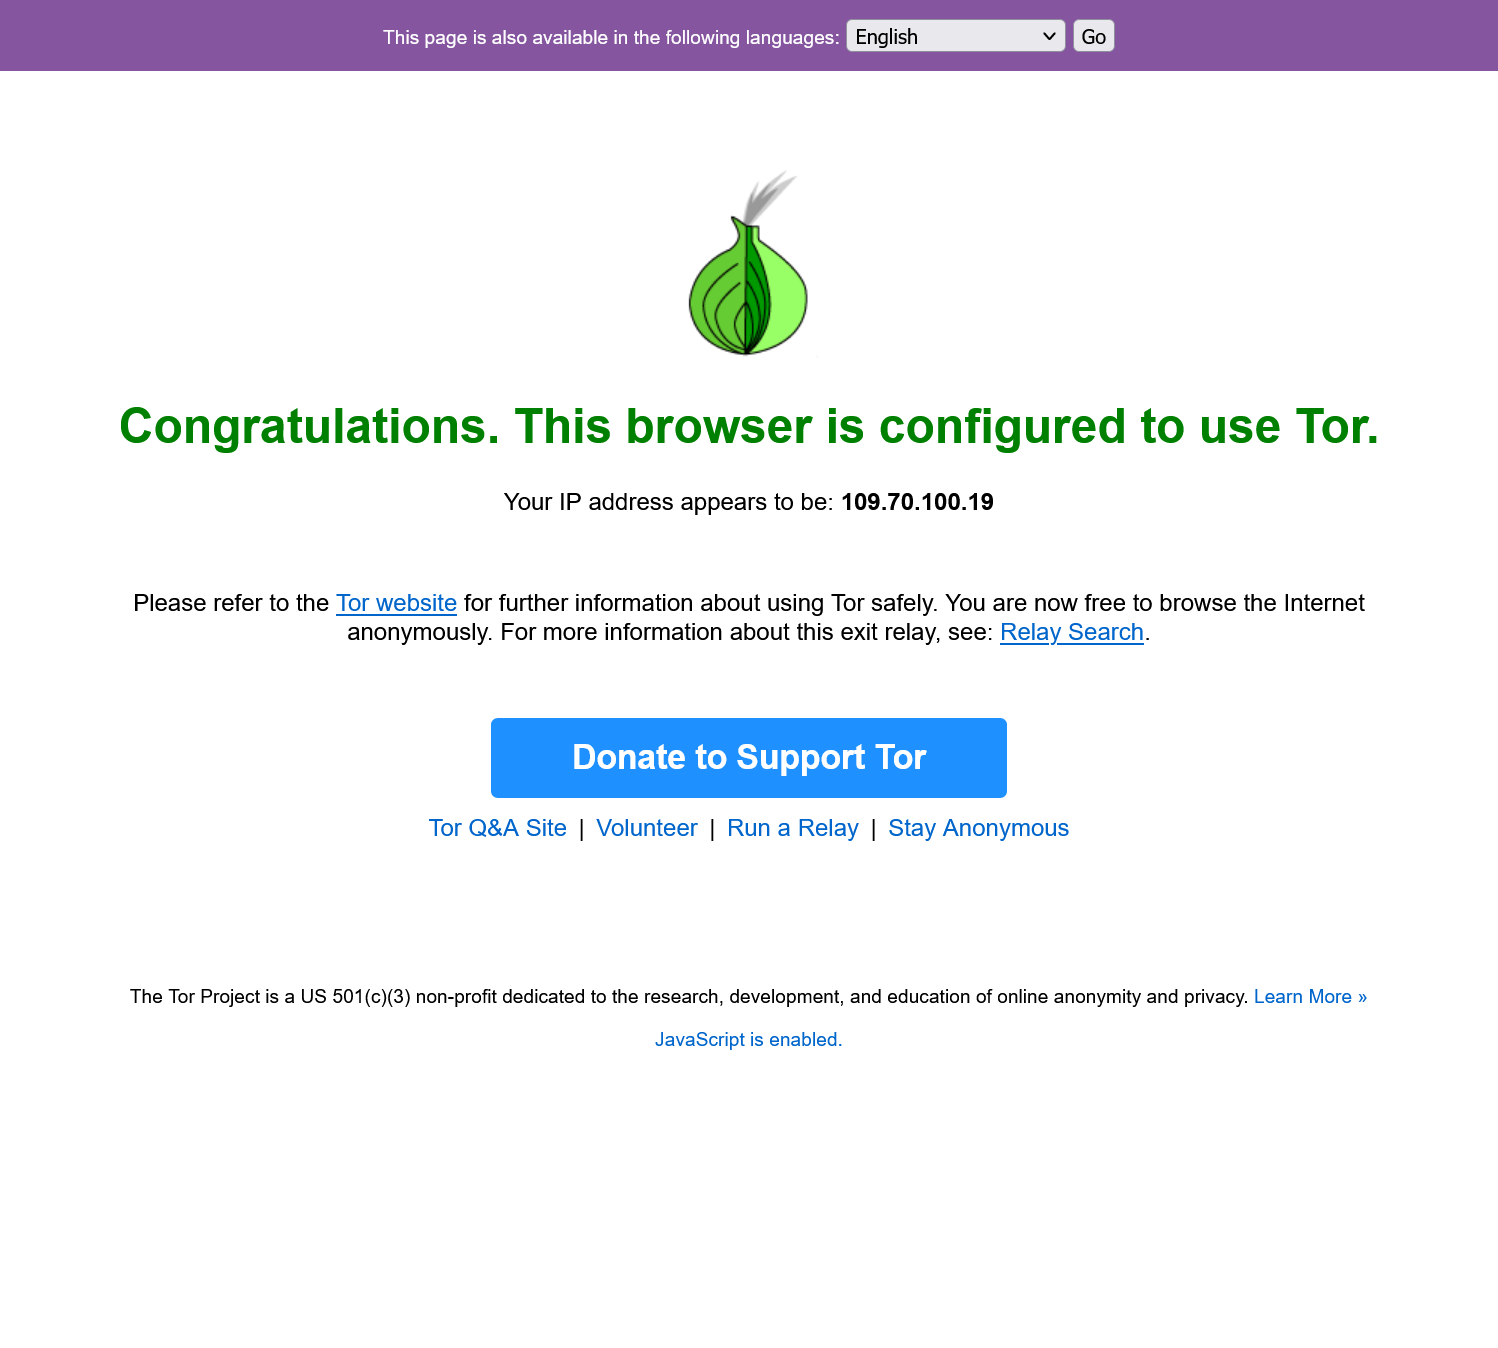 This page is also available in the following languages: English Go
Congratulations. This browser is configured to use Tor.
Your IP address appears to be: 109.70.100.19
Please refer to the Tor website for further information about using Tor safely. You are now free to browse the Internet
anonymously. For more information about this exit relay, see: Relay Search.
Donate to Support Tor
Tor Q&A Site | Volunteer | Run a Relay | Stay Anonymous
The Tor Project is a US 501(c)(3) non-profit dedicated to the research, development, and education of online anonymity and privacy. Learn More »
JavaScript is enabled.